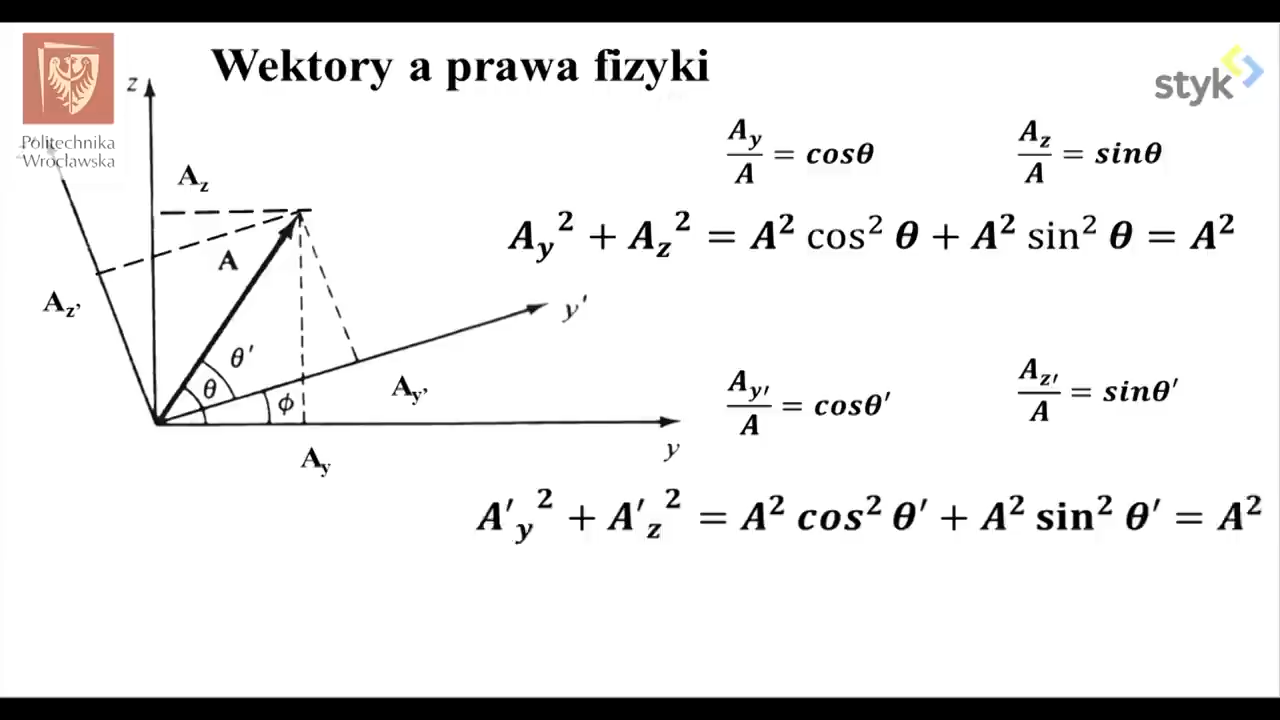 Wektory a prawa fizyki
styk
Politechnika
Wrocławska
z
A_z
A
A_z’
θ′
θ
ϕ
y′
A_y’
y
A_y
A_y/A = cosθ
A_z/A = sinθ
A_y² + A_z² = A² cos² θ + A² sin² θ = A²
A_y′/A = cosθ′
A_z′/A = sinθ′
A′_y² + A′_z² = A² cos² θ′ + A² sin² θ′ = A²